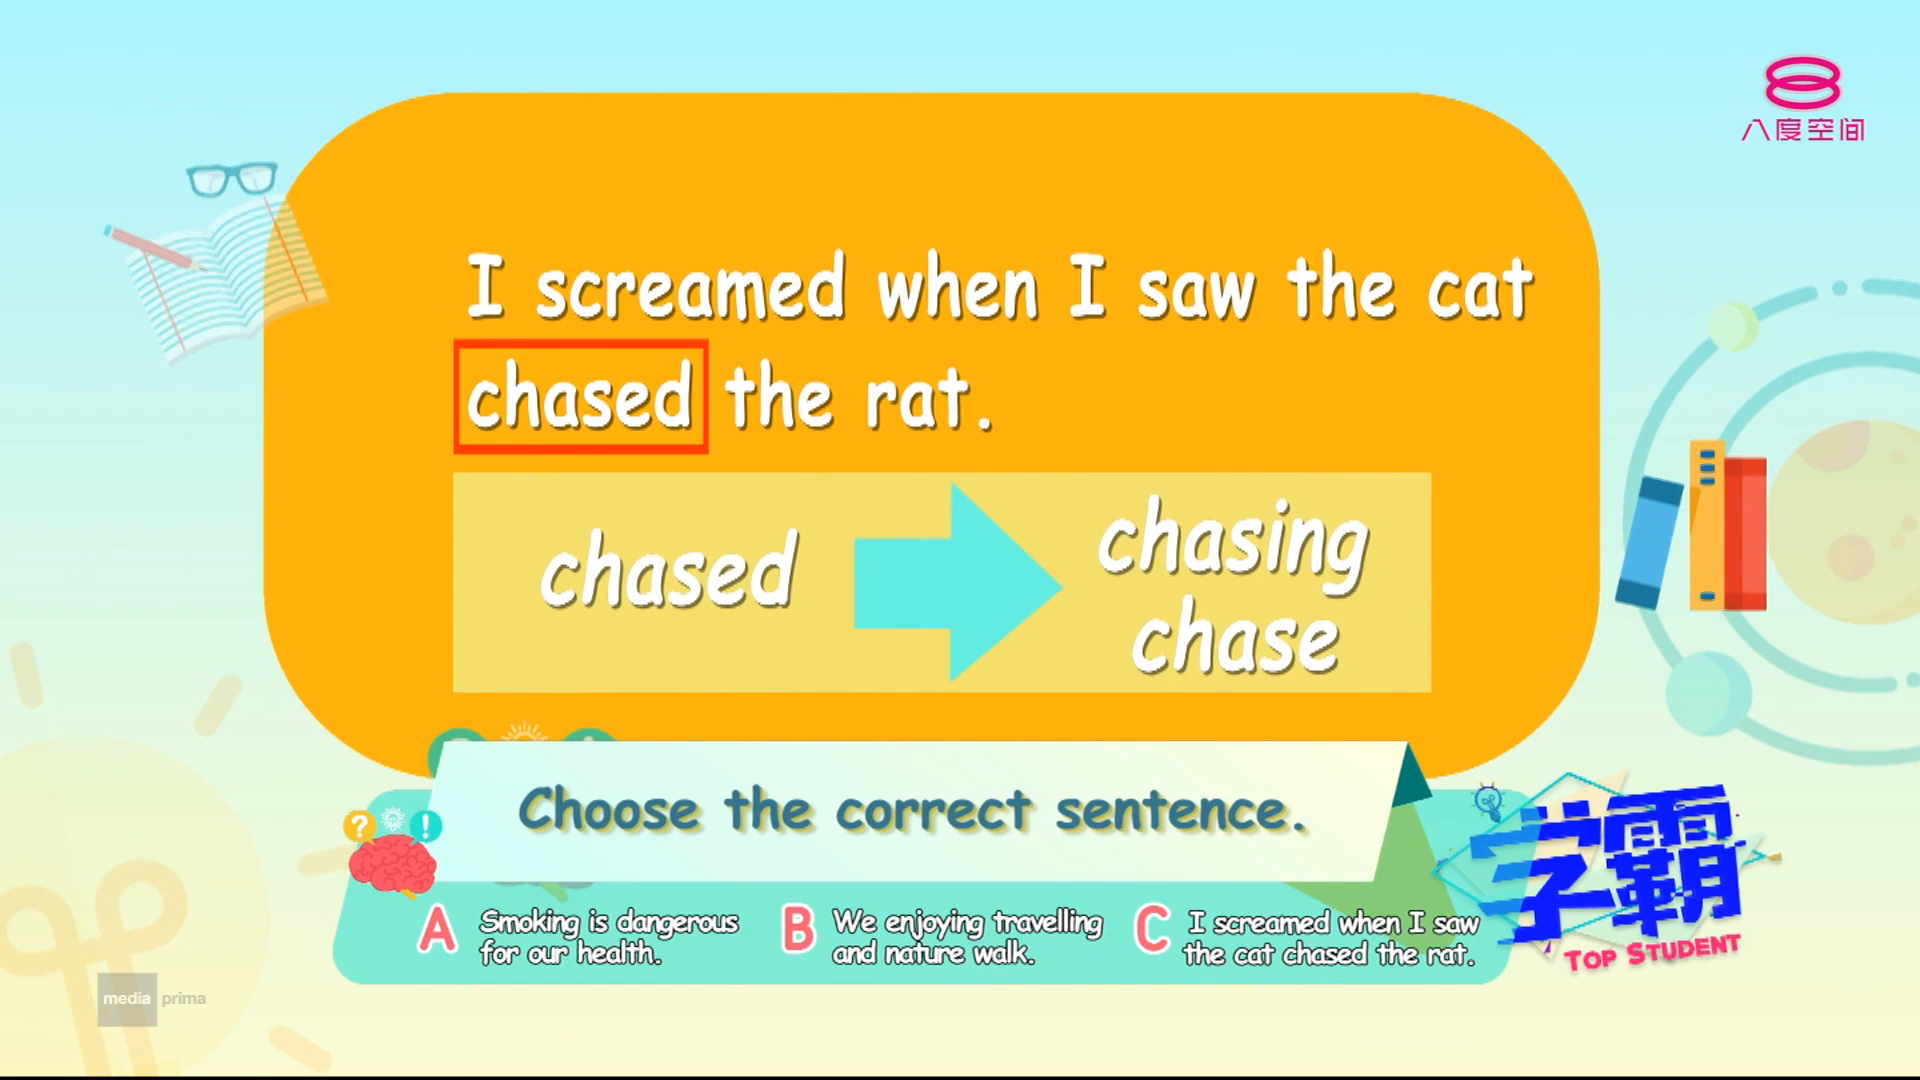 八度空间
I screamed when I saw the cat
chased the rat.
chased
chasing
chase
Choose the correct sentence.
?
!
A Smoking is dangerous
for our health.
B We enjoying travelling
and nature walk.
C I screamed when I saw
the cat chased the rat.
学霸
TOP STUDENT
media prima